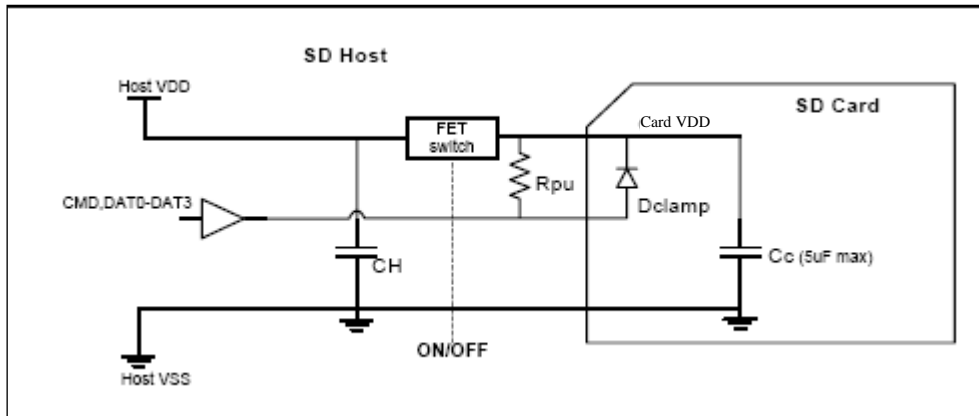 SD Host
Host VDD
SD Card
FET
switch
Card VDD
Rpu
Dclamp
CMD,DAT0-DAT3
CH
Cc (5uF max)
ON/OFF
Host VSS